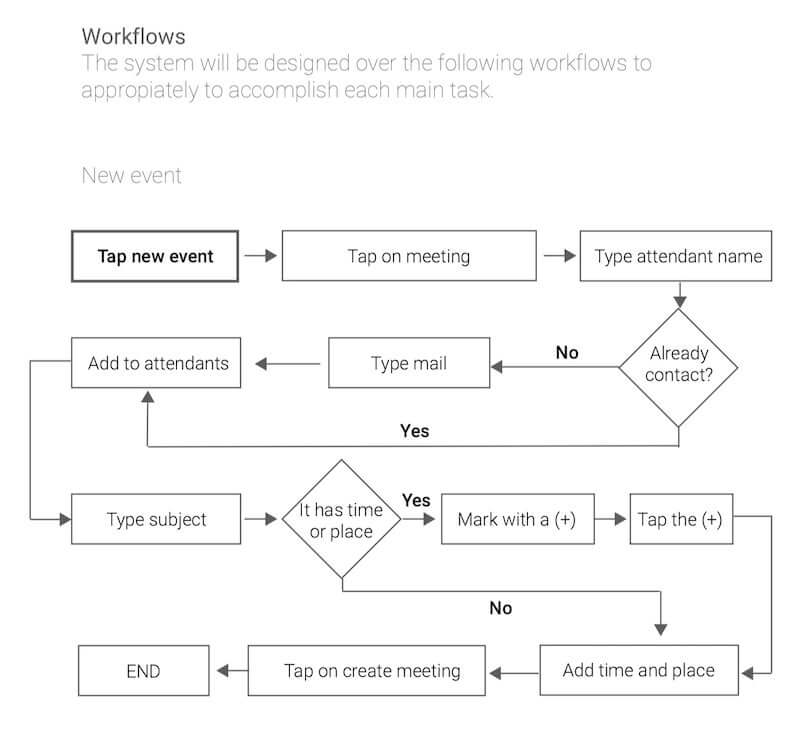 Workflows
The system will be designed over the following workflows to
appropiately to accomplish each main task.
New event
Tap new event
Tap on meeting
Type attendant name
Already
contact?
No
Type mail
Add to attendants
Yes
Type subject
It has time
or place
Yes
Mark with a (+)
Tap the (+)
No
Add time and place
Tap on create meeting
END